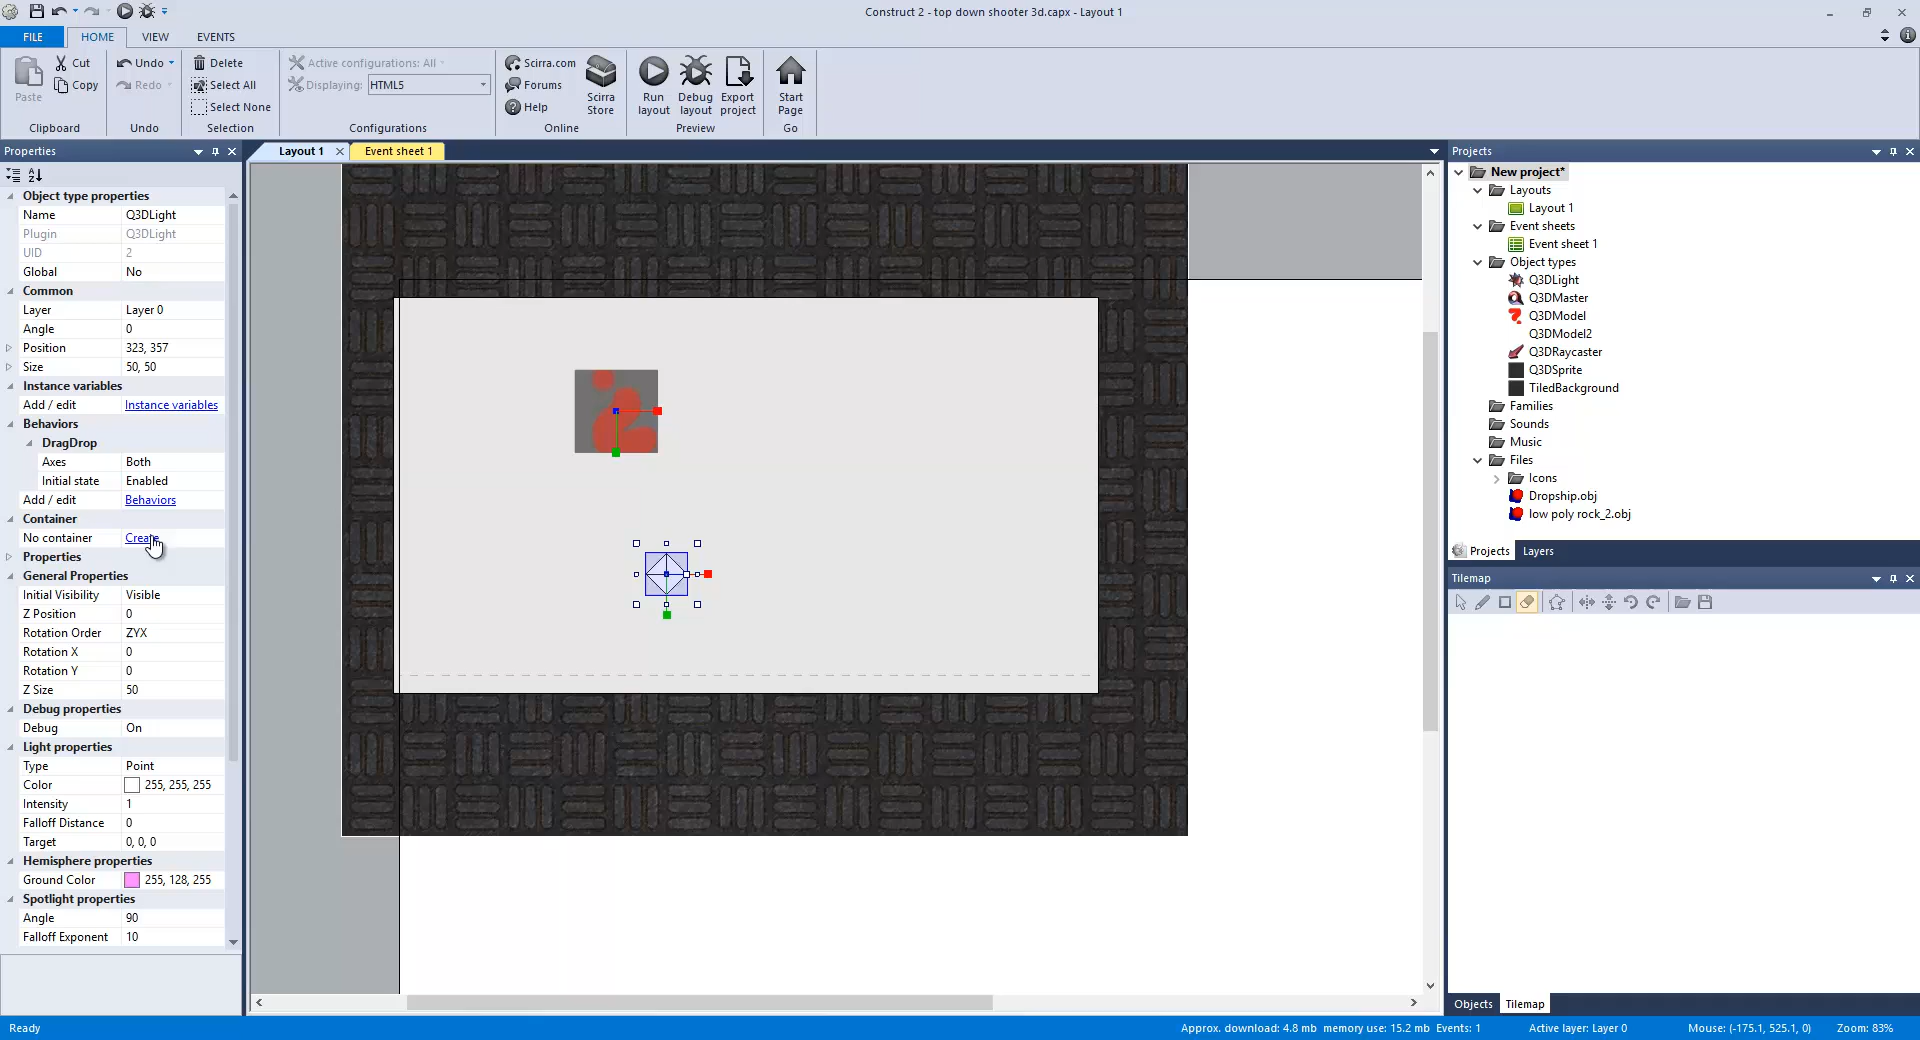 Construct 2 - top down shooter 3d.capx - Layout 1
FILE
HOME
VIEW
EVENTS
Paste
Cut
Copy
Clipboard
Undo
Redo
Undo
Delete
Select All
Select None
Selection
Active configurations: All
Displaying: HTML5
Configurations
Scirra.com
Forums
Help
Scirra Store
Online
Run layout
Debug layout
Export project
Preview
Start Page
Go
Properties
Object type properties
Name Q3DLight
Plugin Q3DLight
UID 2
Global No
Common
Layer Layer 0
Angle 0
Position 323, 357
Size 50, 50
Instance variables
Add / edit Instance variables
Behaviors
DragDrop
Axes Both
Initial state Enabled
Add / edit Behaviors
Container
No container Create
Properties
General Properties
Initial Visibility Visible
Z Position 0
Rotation Order ZYX
Rotation X 0
Rotation Y 0
Z Size 50
Debug properties
Debug On
Light properties
Type Point
Color 255, 255, 255
Intensity 1
Falloff Distance 0
Target 0, 0, 0
Hemisphere properties
Ground Color 255, 128, 255
Spotlight properties
Angle 90
Falloff Exponent 10
Layout 1
Event sheet 1
Projects
New project*
Layouts
Layout 1
Event sheets
Event sheet 1
Object types
Q3DLight
Q3DMaster
Q3DModel
Q3DModel2
Q3DRaycaster
Q3DSprite
TiledBackground
Families
Sounds
Music
Files
Icons
Dropship.obj
low poly rock_2.obj
Projects
Layers
Tilemap
Objects
Tilemap
Ready
Approx. download: 4.8 mb memory use: 15.2 mb Events: 1
Active layer: Layer 0
Mouse: (-175.1, 525.1, 0)
Zoom: 83%